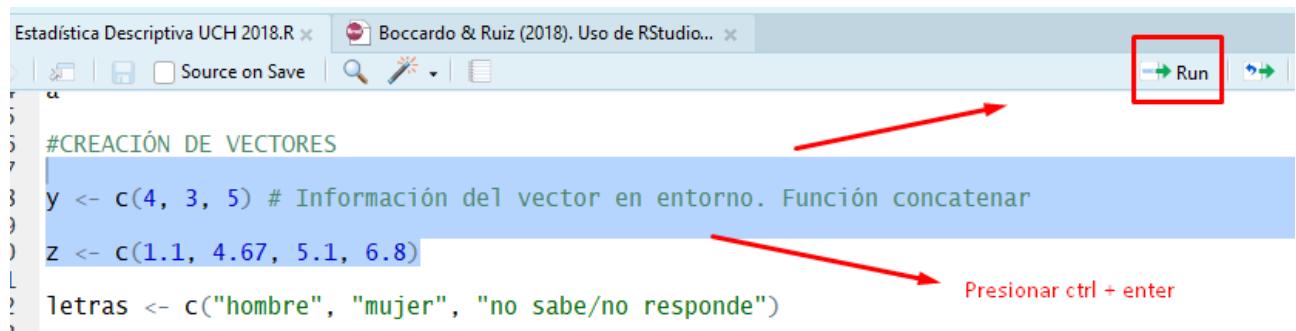 Estadística Descriptiva UCH 2018.R Boccardo & Ruiz (2018). Uso de RStudio...
Source on Save Run
a
#CREACIÓN DE VECTORES
y <- c(4, 3, 5) # Información del vector en entorno. Función concatenar
z <- c(1.1, 4.67, 5.1, 6.8)
Presionar ctrl + enter
letras <- c("hombre", "mujer", "no sabe/no responde")